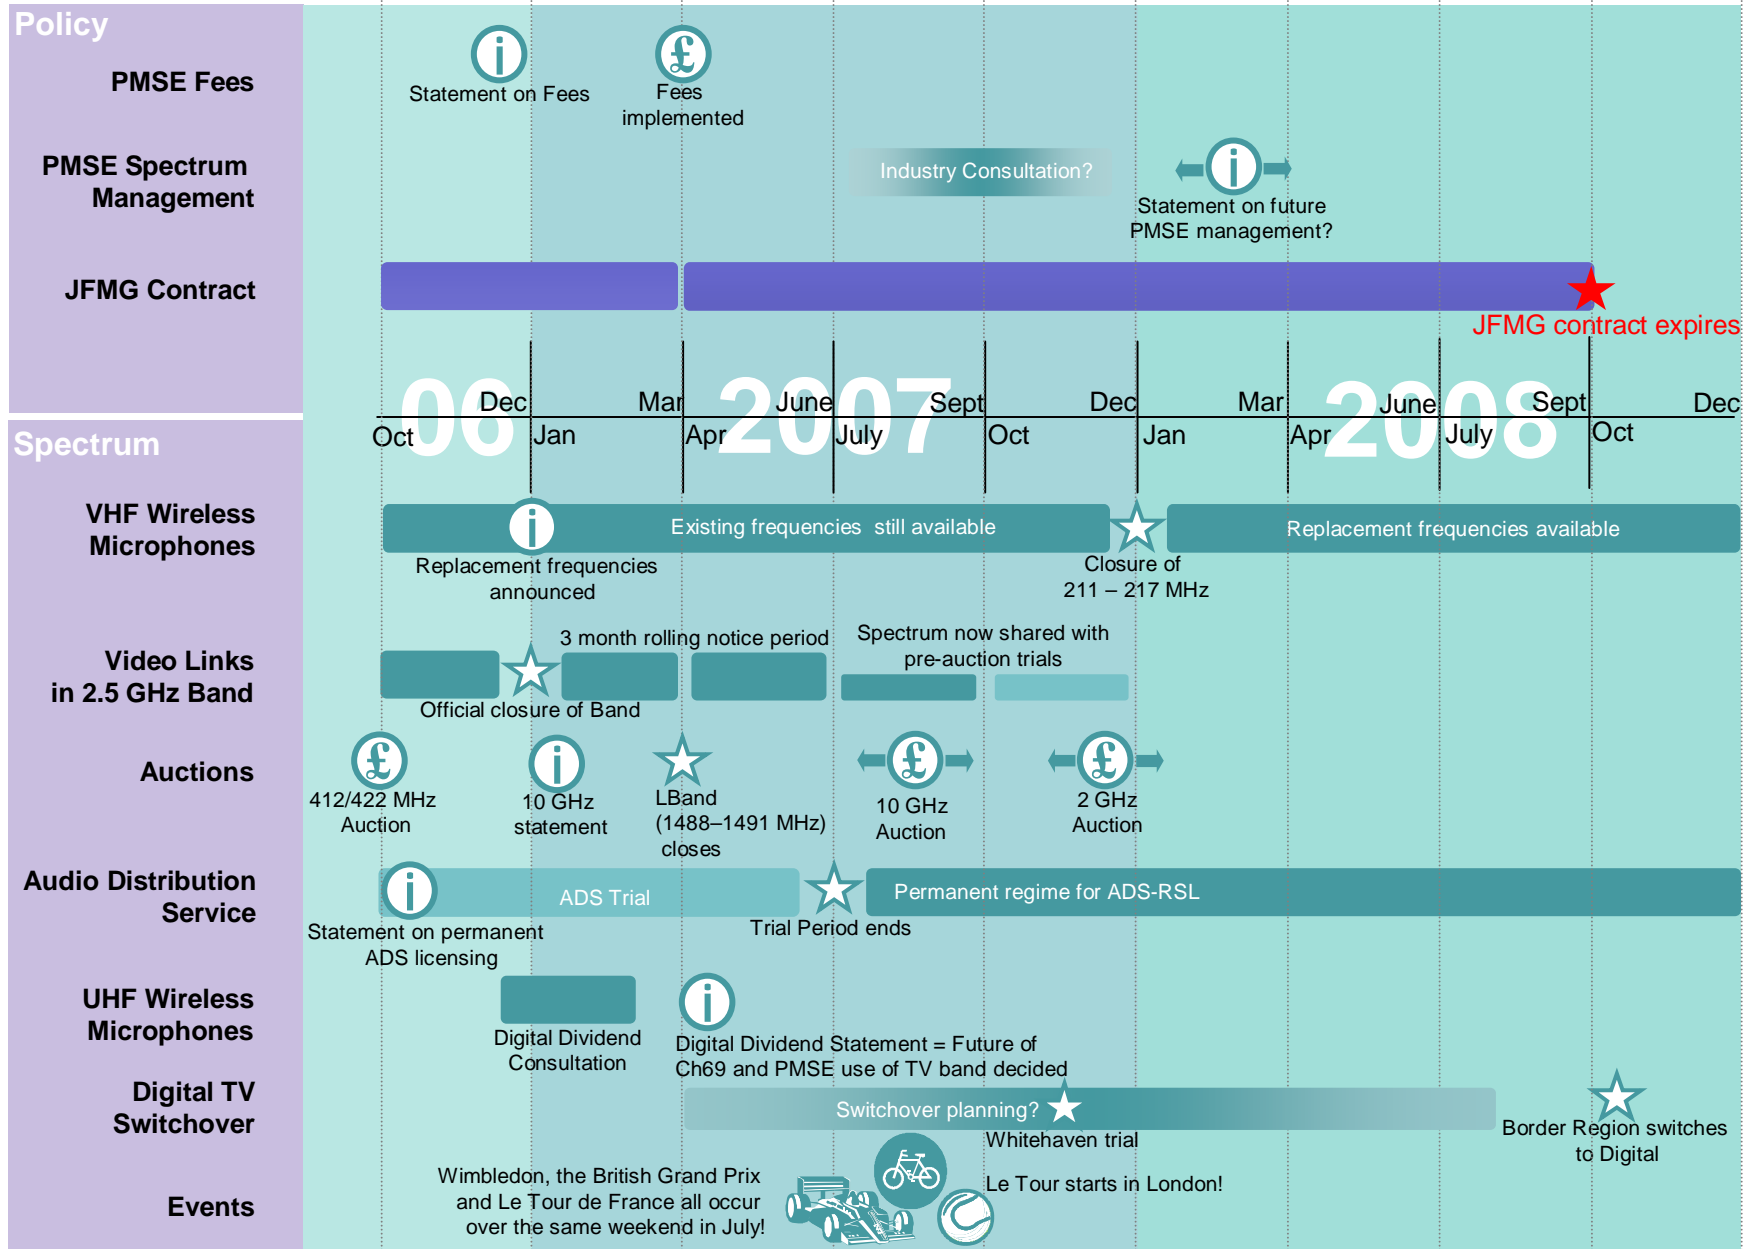 Policy
PMSE Fees
Statement on Fees
Fees
implemented
PMSE Spectrum
Management
Industry Consultation?
Statement on future
PMSE management?
JFMG Contract
JFMG contract expires
06 2007 2008
Dec Mar June Sept Dec Mar June Sept Dec
Oct Jan Apr July Oct Jan Apr July Oct
Spectrum
VHF Wireless
Microphones
Existing frequencies still available
Replacement frequencies available
Replacement frequencies
announced
Closure of
211 – 217 MHz
Video Links
in 2.5 GHz Band
3 month rolling notice period
Spectrum now shared with
pre-auction trials
Official closure of Band
Auctions
412/422 MHz
Auction
10 GHz
statement
LBand
(1488–1491 MHz)
closes
10 GHz
Auction
2 GHz
Auction
Audio Distribution
Service
ADS Trial
Permanent regime for ADS-RSL
Statement on permanent
ADS licensing
Trial Period ends
UHF Wireless
Microphones
Digital Dividend
Consultation
Digital Dividend Statement = Future of
Ch69 and PMSE use of TV band decided
Digital TV
Switchover
Switchover planning?
Whitehaven trial
Border Region switches
to Digital
Events
Wimbledon, the British Grand Prix
and Le Tour de France all occur
over the same weekend in July!
Le Tour starts in London!